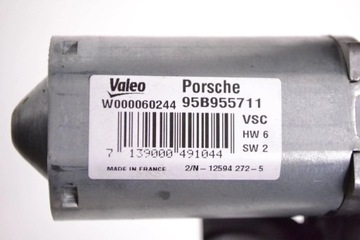 Valeo Porsche
W000060244 95B955711
VSC
HW 6
SW 2
7 139000 491044
MADE IN FRANCE 2/N - 12594 272 - 5